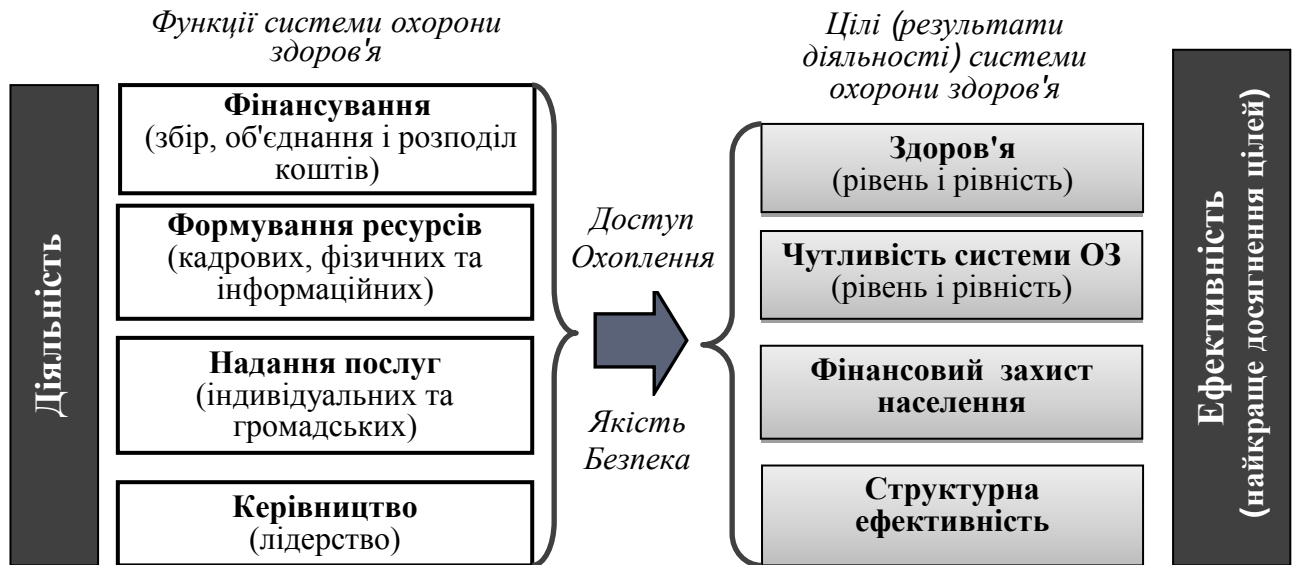 Функції системи охорони
здоров'я
Цілі (результати
діяльності) системи
охорони здоров'я
Діяльність
Фінансування
(збір, об'єднання і розподіл
коштів)
Формування ресурсів
(кадрових, фізичних та
інформаційних)
Надання послуг
(індивідуальних та
громадських)
Керівництво
(лідерство)
Доступ
Охоплення
Якість
Безпека
Здоров'я
(рівень і рівність)
Чутливість системи ОЗ
(рівень і рівність)
Фінансовий захист
населення
Структурна
ефективність
Ефективність
(найкраще досягнення цілей)